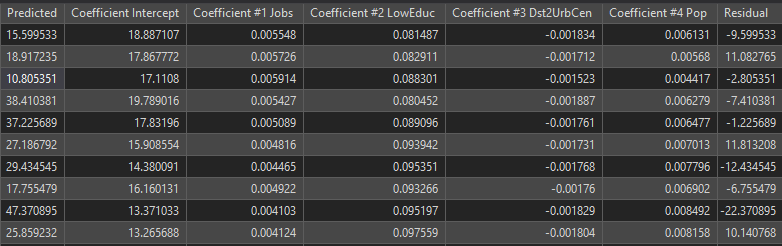 Predicted Coefficient Intercept Coefficient #1 Jobs Coefficient #2 LowEduc Coefficient #3 Dst2UrbCen Coefficient #4 Pop Residual
15.599533 18.887107 0.005548 0.081487 -0.001834 0.006131 -9.599533
18.917235 17.867772 0.005726 0.082911 -0.001712 0.00568 11.082765
10.805351 17.1108 0.005914 0.088301 -0.001523 0.004417 -2.805351
38.410381 19.789016 0.005427 0.080452 -0.001887 0.006279 -7.410381
37.225689 17.83196 0.005089 0.089096 -0.001761 0.006477 -1.225689
27.186792 15.908554 0.004816 0.093942 -0.001731 0.007013 11.813208
29.434545 14.380091 0.004465 0.095351 -0.001768 0.007796 -12.434545
17.755479 16.160131 0.004922 0.093266 -0.00176 0.006902 -6.755479
47.370895 13.371033 0.004103 0.095197 -0.001829 0.008492 -22.370895
25.859232 13.265688 0.004124 0.097559 -0.001804 0.008158 10.140768